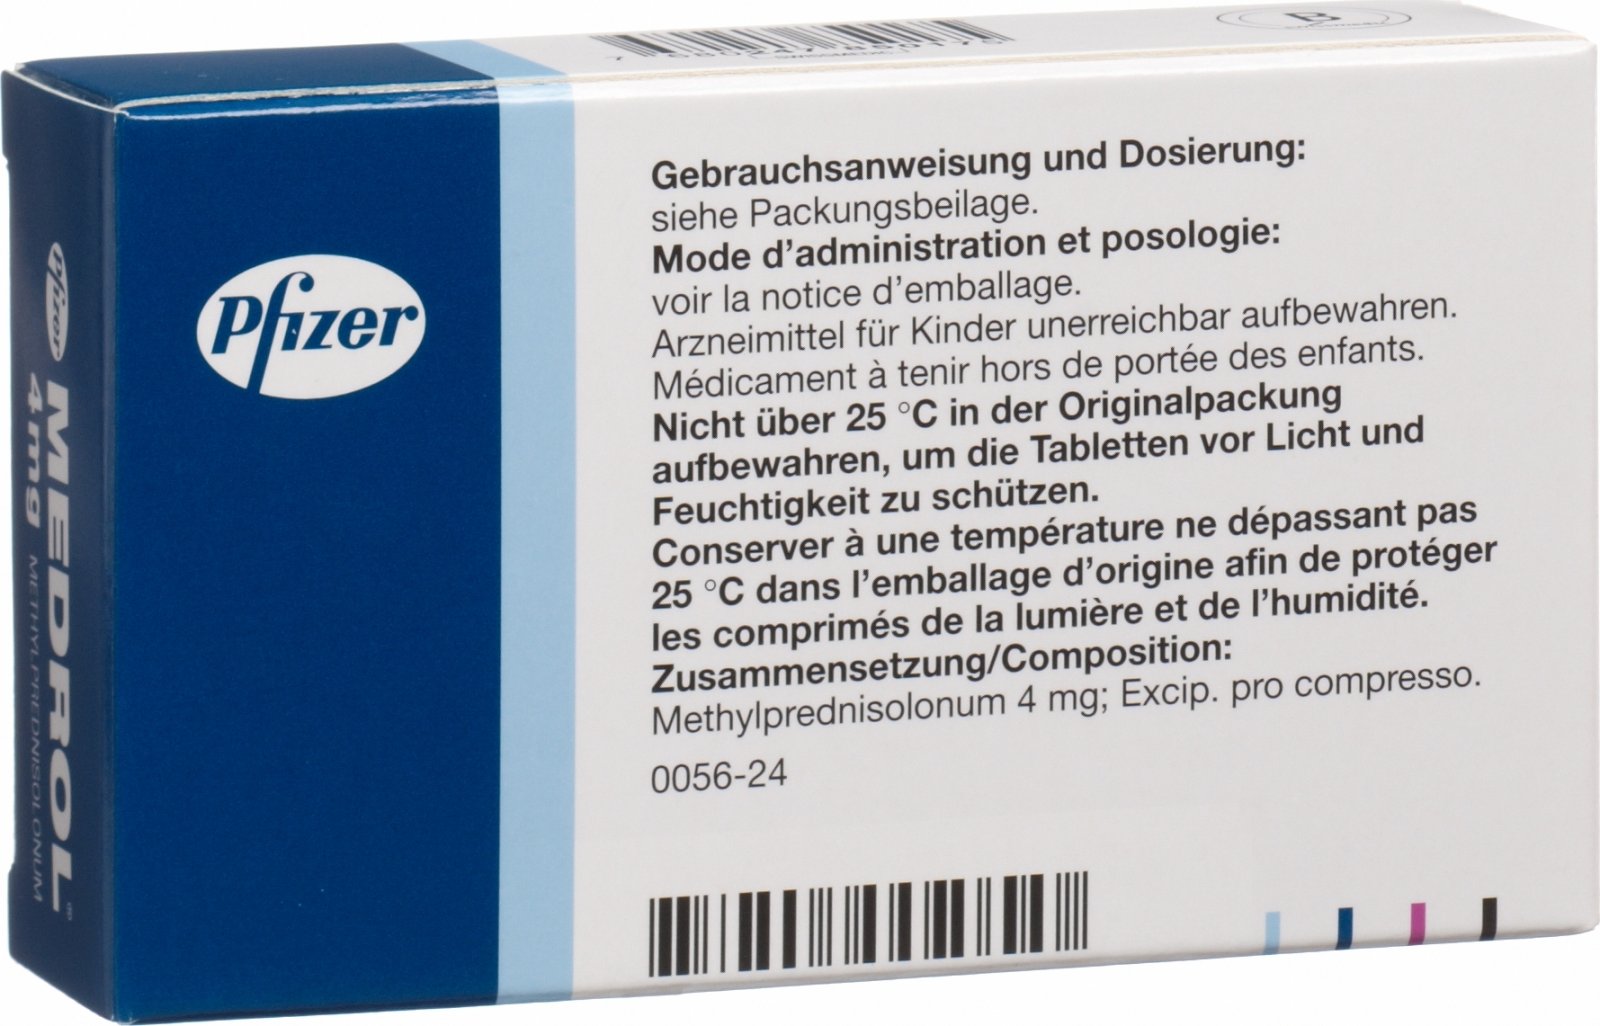 B
Gebrauchsanweisung und Dosierung:
siehe Packungsbeilage.
Mode d'administration et posologie:
voir la notice d'emballage.
Arzneimittel für Kinder unerreichbar aufbewahren.
Médicament à tenir hors de portée des enfants.
Nicht über 25 °C in der Originalpackung
aufbewahren, um die Tabletten vor Licht und
Feuchtigkeit zu schützen.
Conserver à une température ne dépassant pas
25 °C dans l'emballage d'origine afin de protéger
les comprimés de la lumière et de l'humidité.
Zusammensetzung/Composition:
Methylprednisolonum 4 mg; Excip. pro compresso.
0056-24
Pfizer
Pfizer
MEDROL®
4 mg METHYLPREDNISOLONUM